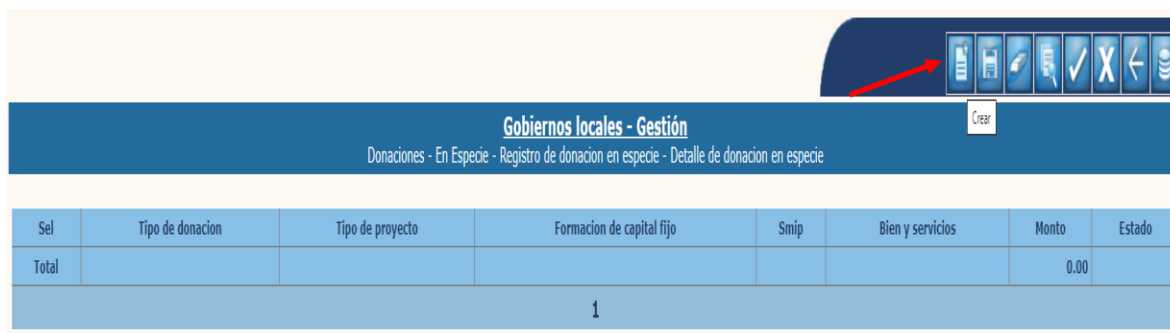 Crear
Gobiernos locales - Gestión
Donaciones - En Especie - Registro de donacion en especie - Detalle de donacion en especie
Sel Tipo de donacion Tipo de proyecto Formacion de capital fijo Smip Bien y servicios Monto Estado
Total 0.00
1